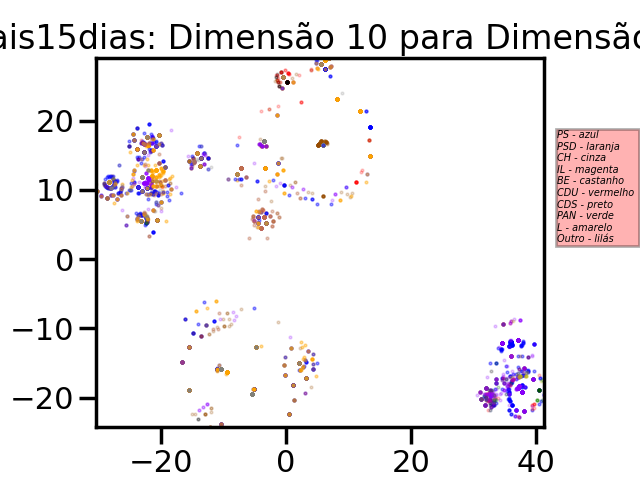 ais15dias: Dimensão 10 para Dimensão
PS - azul
PSD - laranja
CH - cinza
IL - magenta
BE - castanho
CDU - vermelho
CDS - preto
PAN - verde
L - amarelo
Outro - lilás
20
10
0
−10
−20
−20
0
20
40